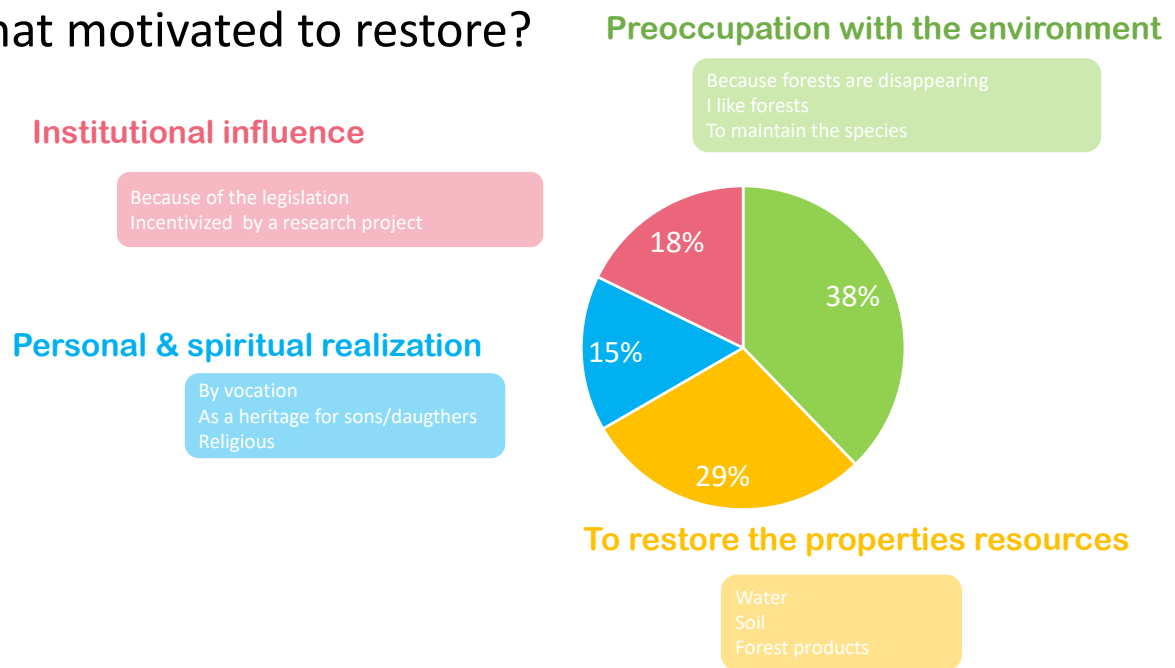 hat motivated to restore?
Preoccupation with the environment
Because forests are disappearing
I like forests
To maintain the species
Institutional influence
Because of the legislation
Incentivized by a research project
18%
38%
Personal & spiritual realization
15%
By vocation
As a heritage for sons/daugthers
Religious
29%
To restore the properties resources
Water
Soil
Forest products